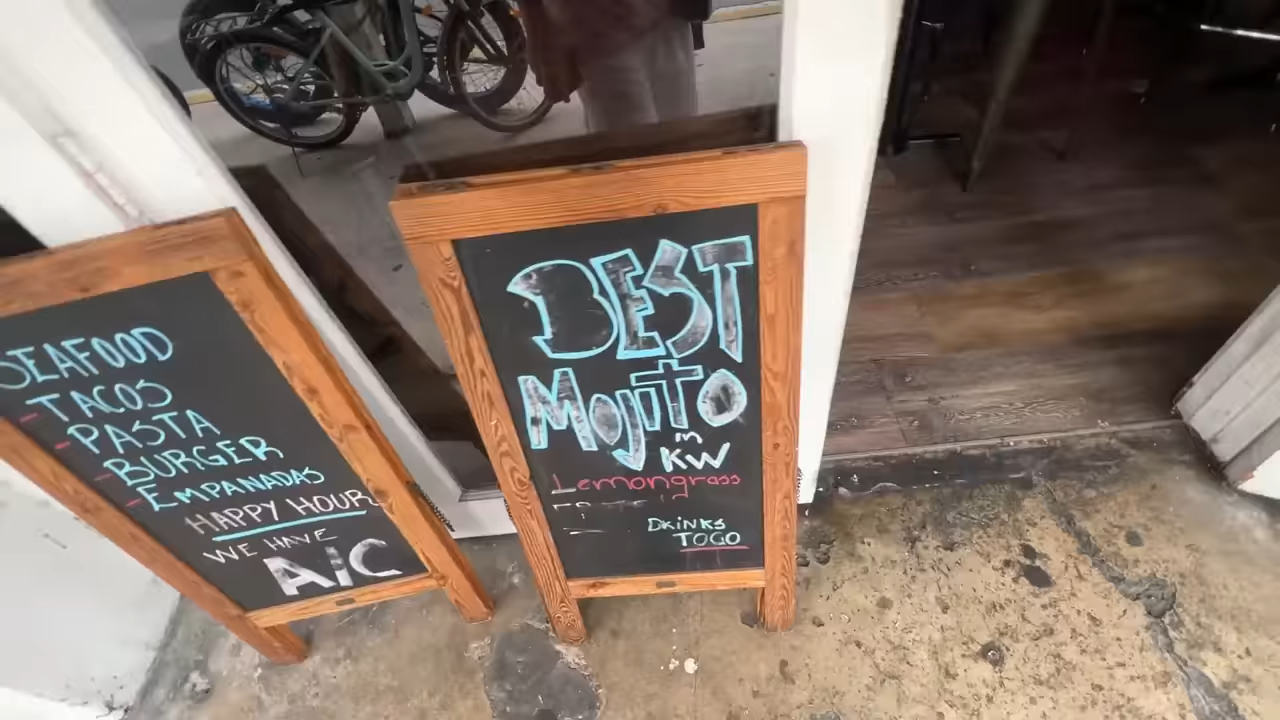 SEAFOOD
- TACOS
- PASTA
- BURGER
- EMPANADAS
HAPPY HOUR
WE HAVE
A/C
BEST
MOJITO
in
KW
Lemongrass
DRINKS
TOGO